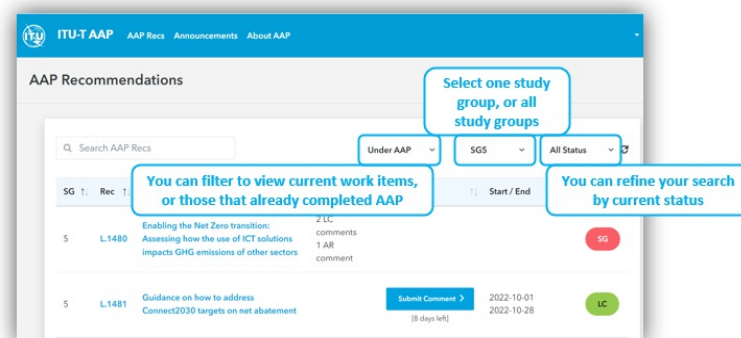 ITU-T AAP AAP Recs Announcements About AAP
AAP Recommendations
Select one study
group, or all
study groups
Search AAP Recs
Under AAP
SG5
All Status
You can filter to view current work items,
or those that already completed AAP
You can refine your search
by current status
SG Rec
Start / End
Enabling the Net Zero transition:
Assessing how the use of ICT solutions
impacts GHG emissions of other sectors
5
L.1480
2 LC
comments
1 AR
comment
SG
5
L.1481
Guidance on how to address
Connect2030 targets on net abatement
Submit Comment >
[8 days left]
2022-10-01
2022-10-28
LC